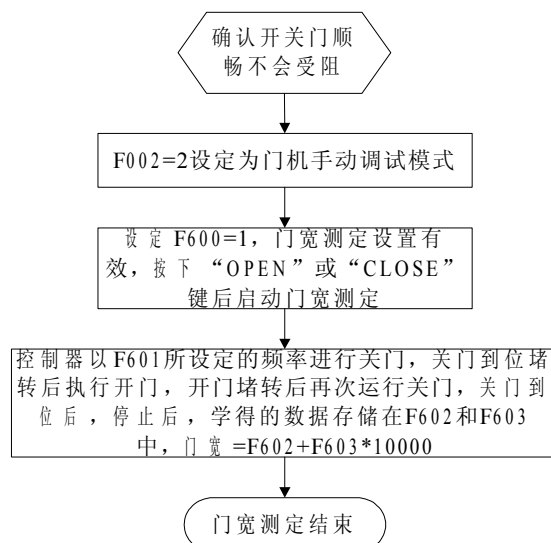 确认开关门顺
畅不会受阻
F002=2设定为门机手动调试模式
设定F600=1，门宽测定设置有
效，按下“OPEN”或“CLOSE”
键后启动门宽测定
控制器以F601所设定的频率进行关门，关门到位堵
转后执行开门，开门堵转后再次运行关门，关门到
位后，停止后，学得的数据存储在F602和F603
中，门宽=F602+F603*10000
门宽测定结束